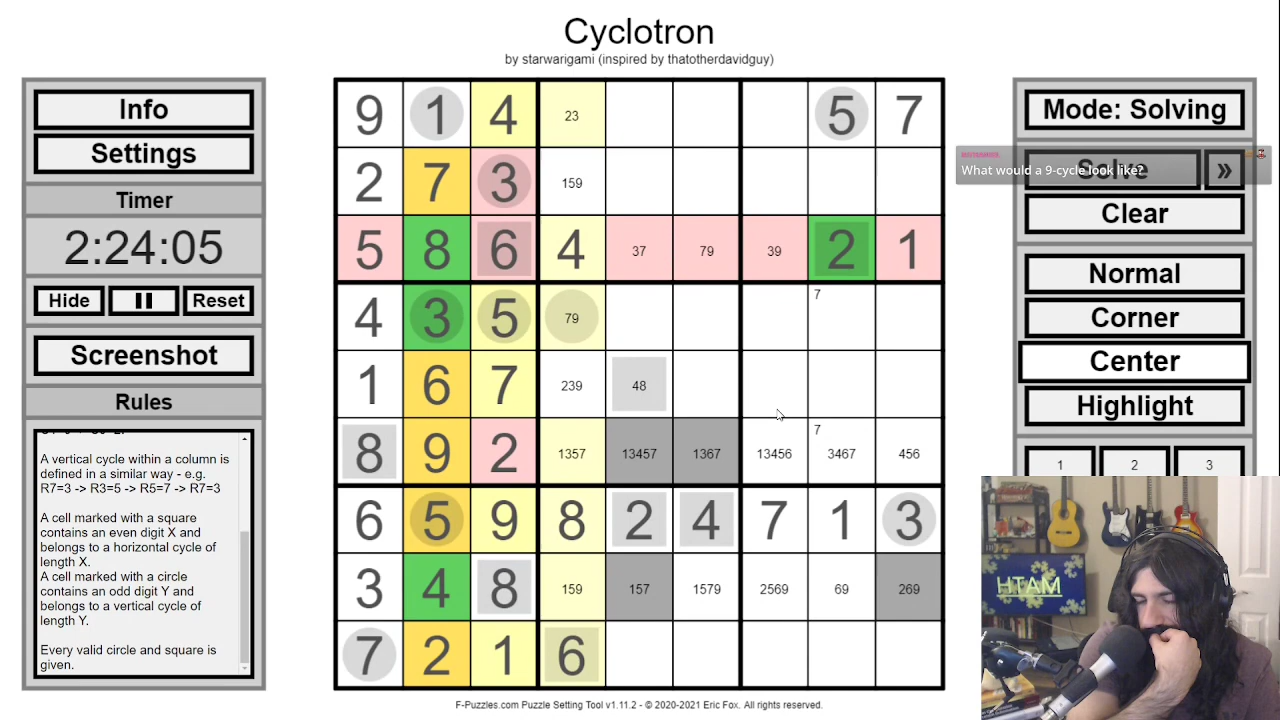 Cyclotron
by starwarigami (inspired by thatotherdavidguy)
Info
Settings
Timer
2:24:05
Hide
Reset
Screenshot
Rules
A vertical cycle within a column is
defined in a similar way - e.g.
R7=3 -> R3=5 -> R5=7 -> R7=3
A cell marked with a square
contains an even digit X and
belongs to a horizontal cycle of
length X.
A cell marked with a circle
contains an odd digit Y and
belongs to a vertical cycle of
length Y.
Every valid circle and square is
given.
9 1 4 23 5 7
2 7 3 159
5 8 6 4 37 79 39 2 1
4 3 5 79 7
1 6 7 239 48
8 9 2 1357 13457 1367 13456 7 3467 456
6 5 9 8 2 4 7 1 3
3 4 8 159 157 1579 2569 69 269
7 2 1 6
Mode: Solving
Solve »
What would a 9-cycle look like?
Clear
Normal
Corner
Center
Highlight
1 2 3
HTAM
F-Puzzles.com Puzzle Setting Tool v1.11.2 - © 2020-2021 Eric Fox. All rights reserved.